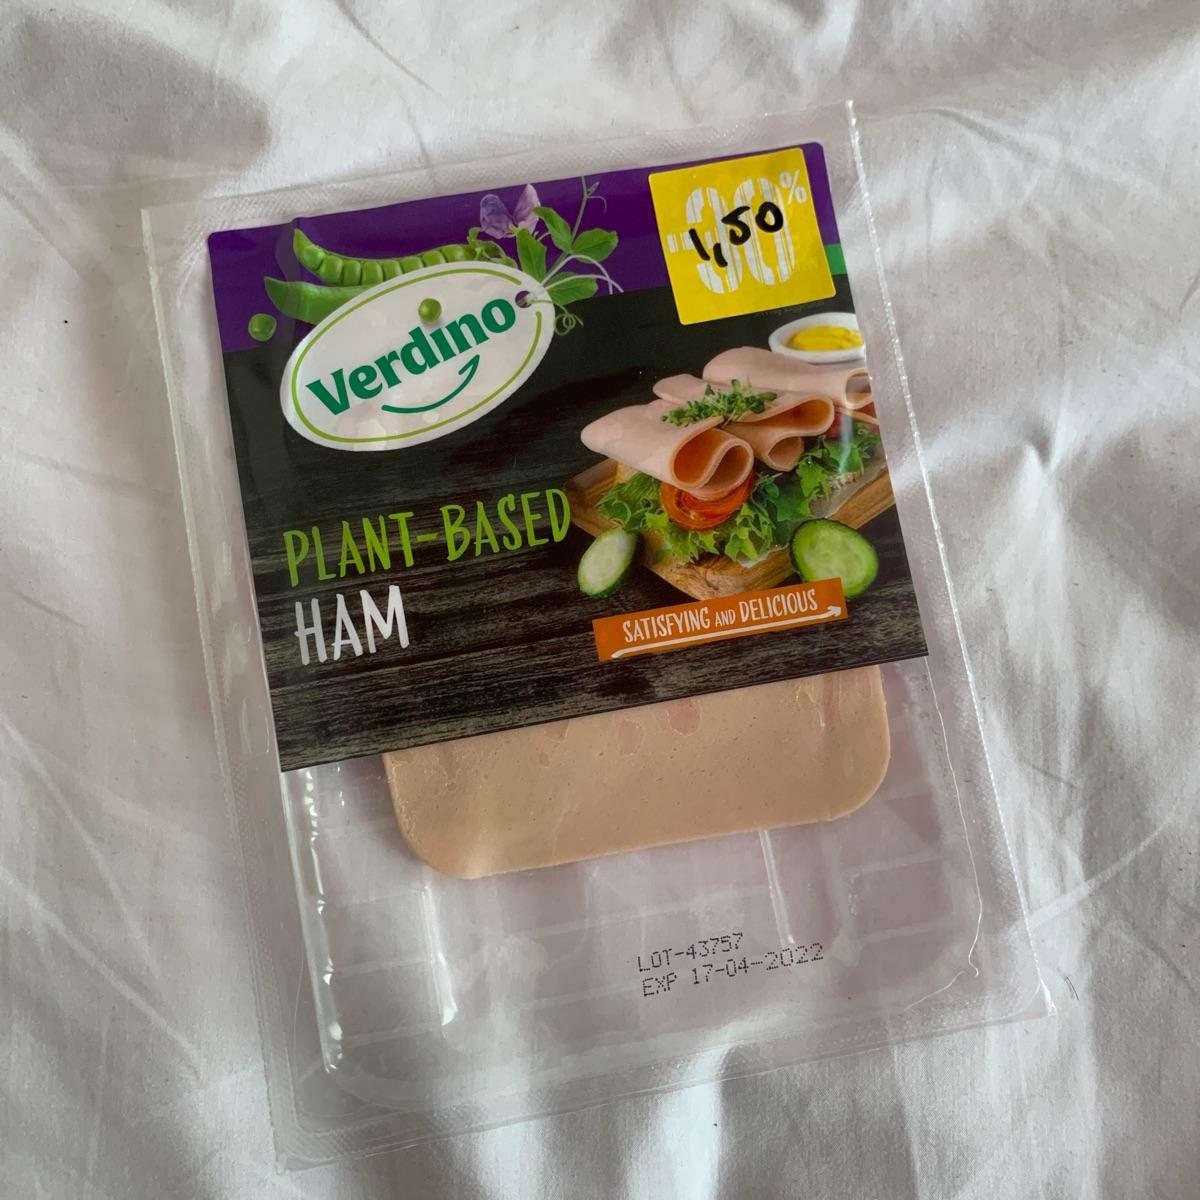 -30%
1,50
Verdino
PLANT-BASED
HAM
SATISFYING AND DELICIOUS
LOT-43757
EXP 17-04-2022